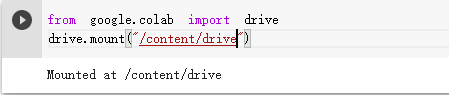 from google.colab import drive
drive.mount("/content/drive")
Mounted at /content/drive